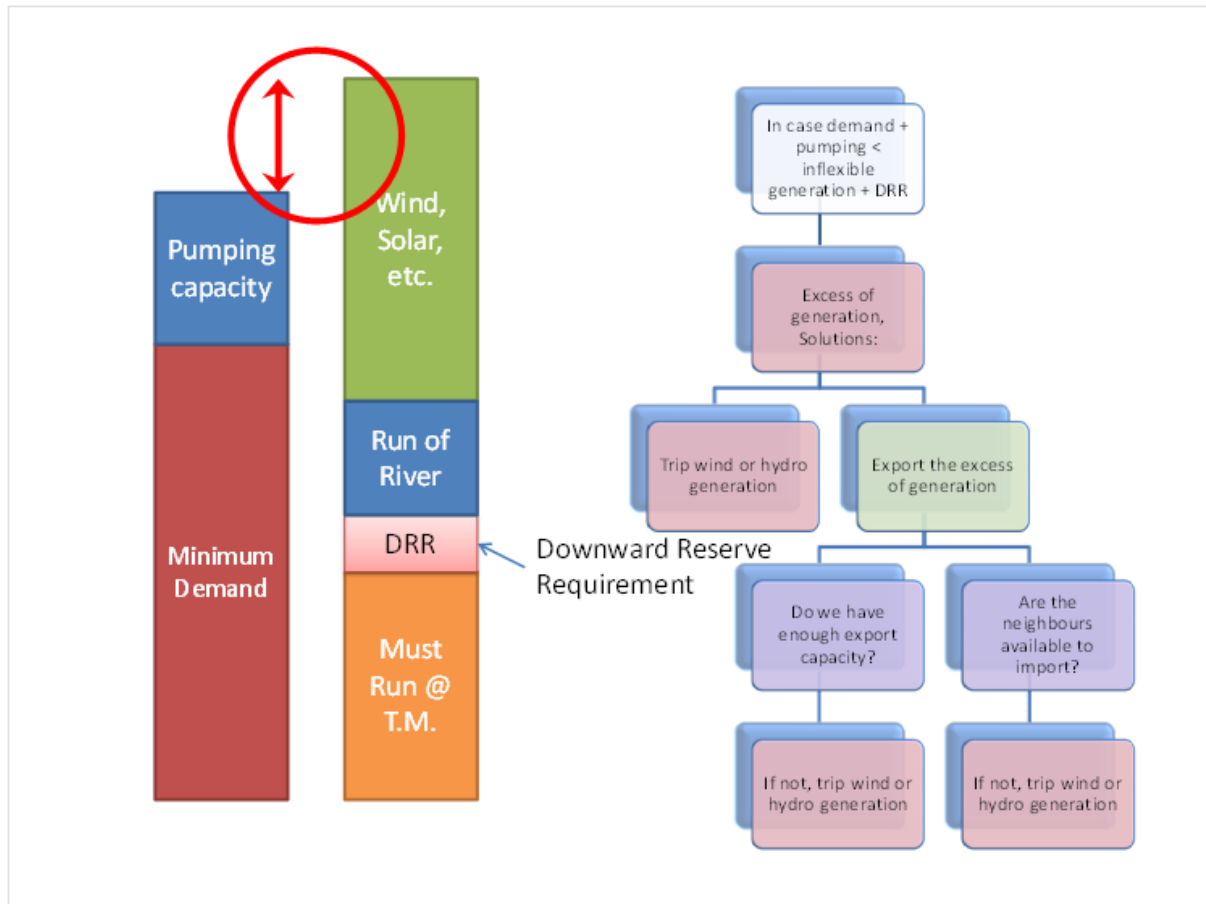 Pumping
capacity
Minimum
Demand
Wind,
Solar,
etc.
Run of
River
DRR
Must
Run @
T.M.
Downward Reserve
Requirement
In case demand +
pumping <
inflexible
generation + DRR
Excess of
generation,
Solutions:
Trip wind or hydro
generation
Export the excess
of generation
Do we have
enough export
capacity?
Are the
neighbours
available to
import?
If not, trip wind or
hydro generation
If not, trip wind or
hydro generation